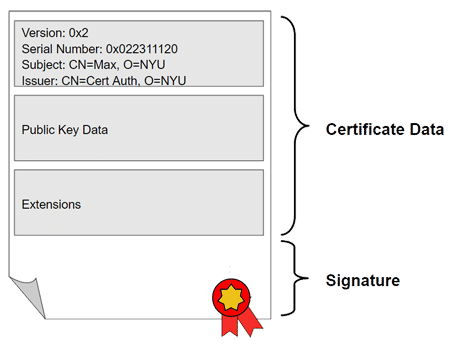 Version: 0x2
Serial Number: 0x022311120
Subject: CN=Max, O=NYU
Issuer: CN=Cert Auth, O=NYU
Public Key Data
Extensions
Certificate Data
Signature